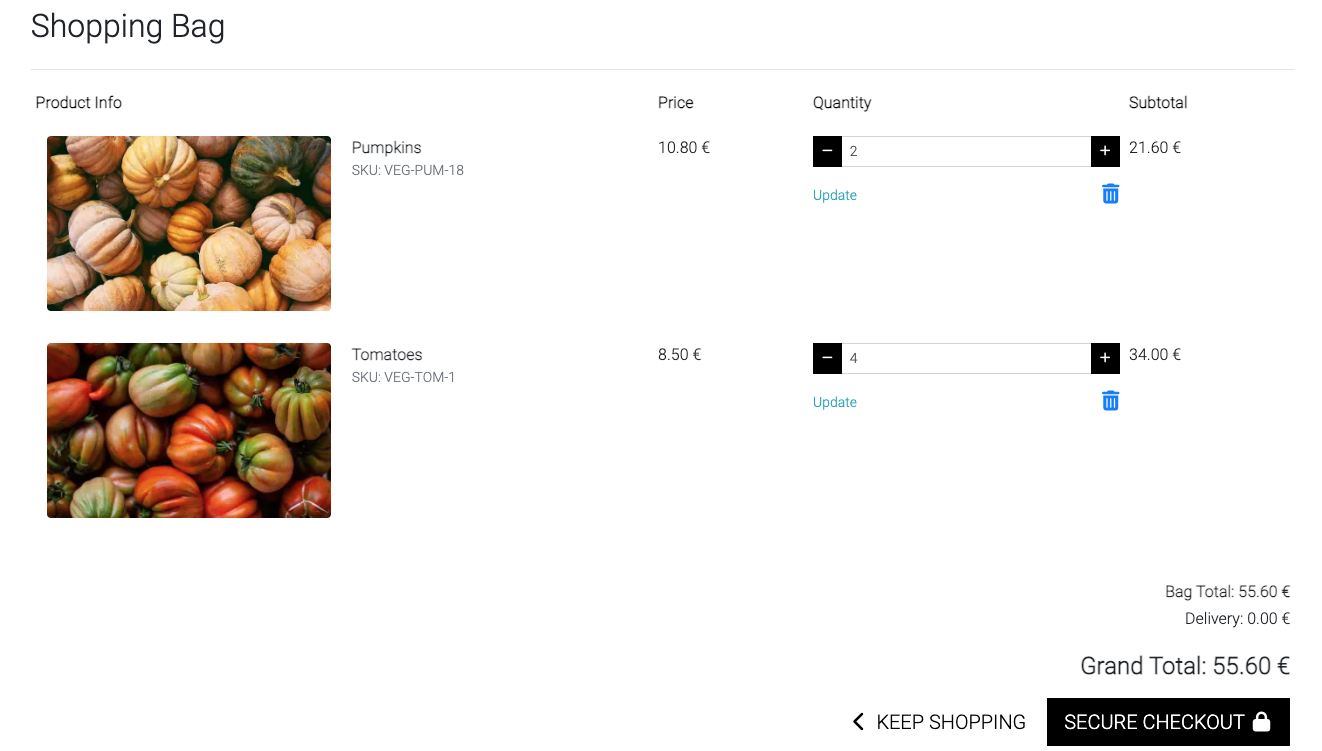 Shopping Bag
Product Info Price Quantity Subtotal
Pumpkins 10.80 € − 2 + 21.60 €
SKU: VEG-PUM-18
Update
Tomatoes 8.50 € − 4 + 34.00 €
SKU: VEG-TOM-1
Update
Bag Total: 55.60 €
Delivery: 0.00 €
Grand Total: 55.60 €
KEEP SHOPPING SECURE CHECKOUT